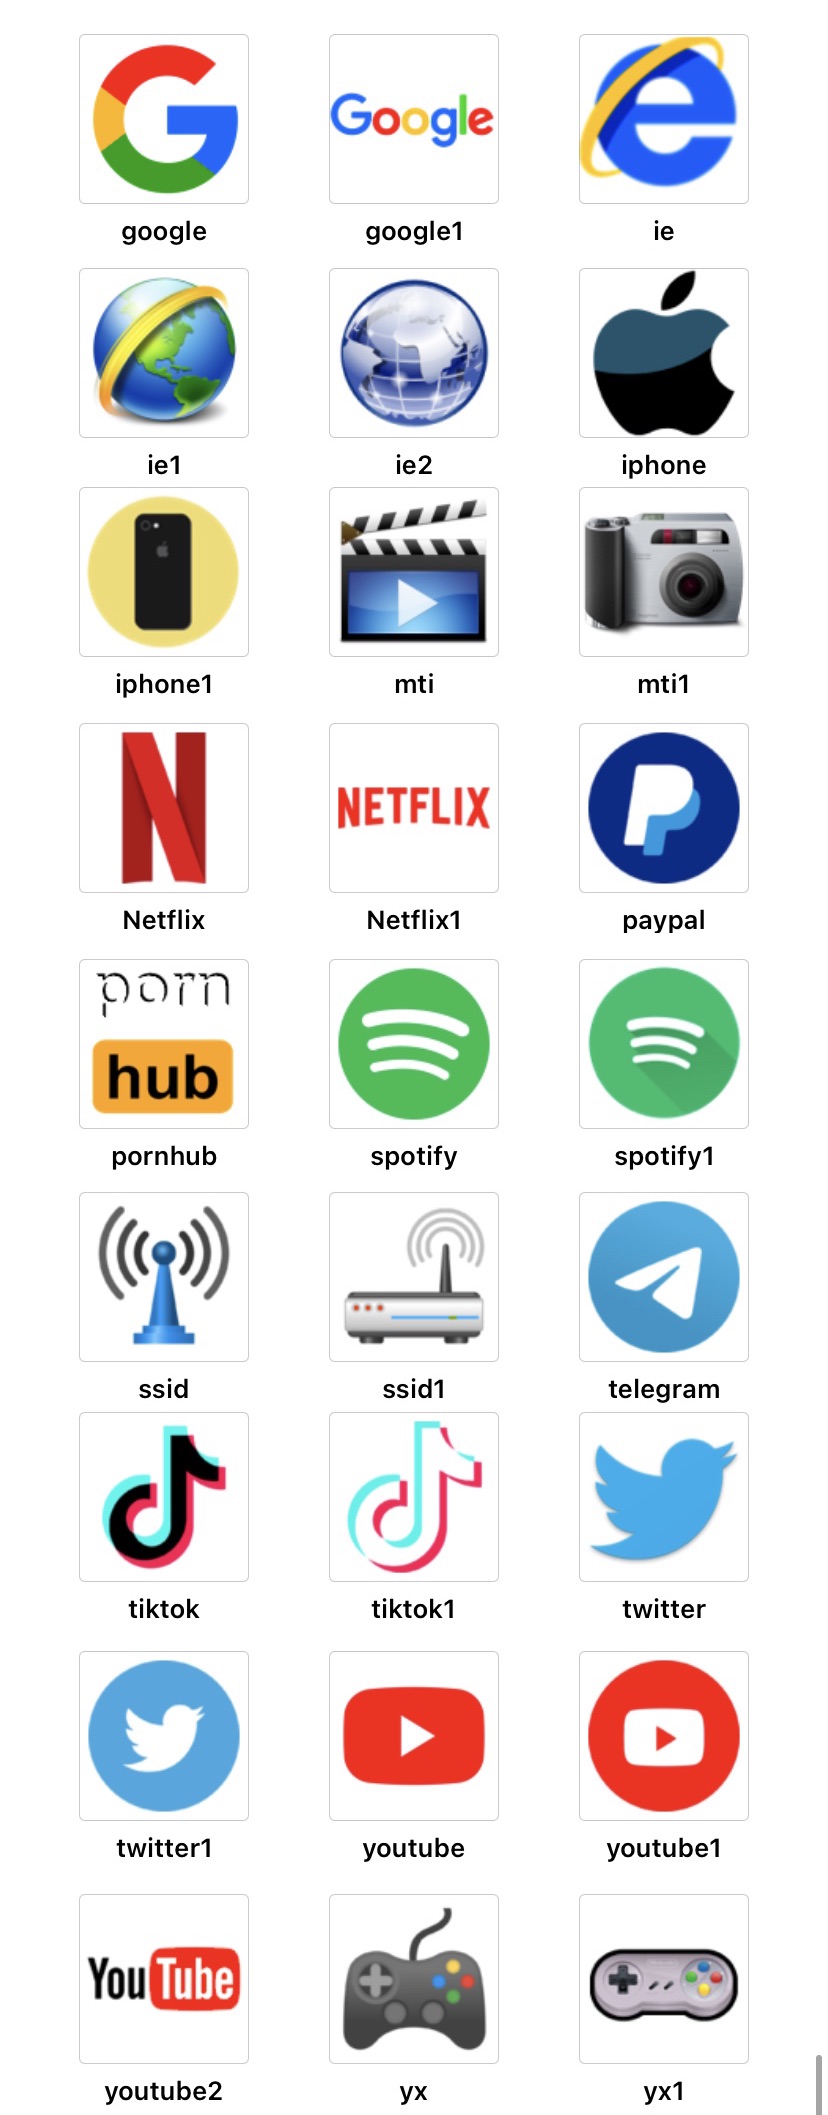 Google
google google1 ie
ie1 ie2 iphone
iphone1 mti mti1
NETFLIX
Netflix Netflix1 paypal
porn
hub
pornhub spotify spotify1
ssid ssid1 telegram
tiktok tiktok1 twitter
twitter1 youtube youtube1
YouTube
youtube2 yx yx1